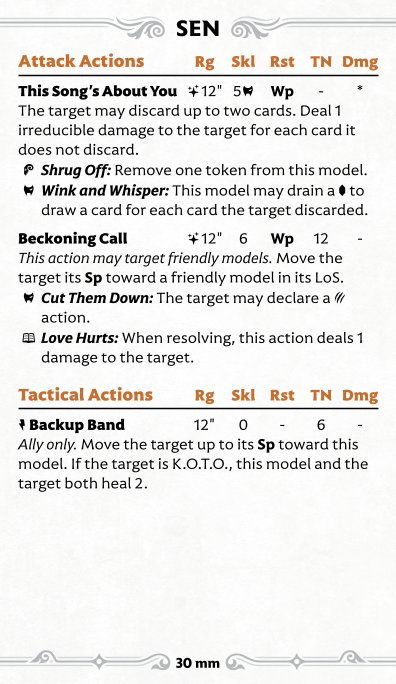 SEN
Attack Actions Rg Skl Rst TN Dmg
This Song's About You 12" 5 Wp - *
The target may discard up to two cards. Deal 1
irreducible damage to the target for each card it
does not discard.
Shrug Off: Remove one token from this model.
Wink and Whisper: This model may drain a to
draw a card for each card the target discarded.
Beckoning Call 12" 6 Wp 12 -
This action may target friendly models. Move the
target its Sp toward a friendly model in its LoS.
Cut Them Down: The target may declare a
action.
Love Hurts: When resolving, this action deals 1
damage to the target.
Tactical Actions Rg Skl Rst TN Dmg
Backup Band 12" 0 - 6 -
Ally only. Move the target up to its Sp toward this
model. If the target is K.O.T.O., this model and the
target both heal 2.
30 mm